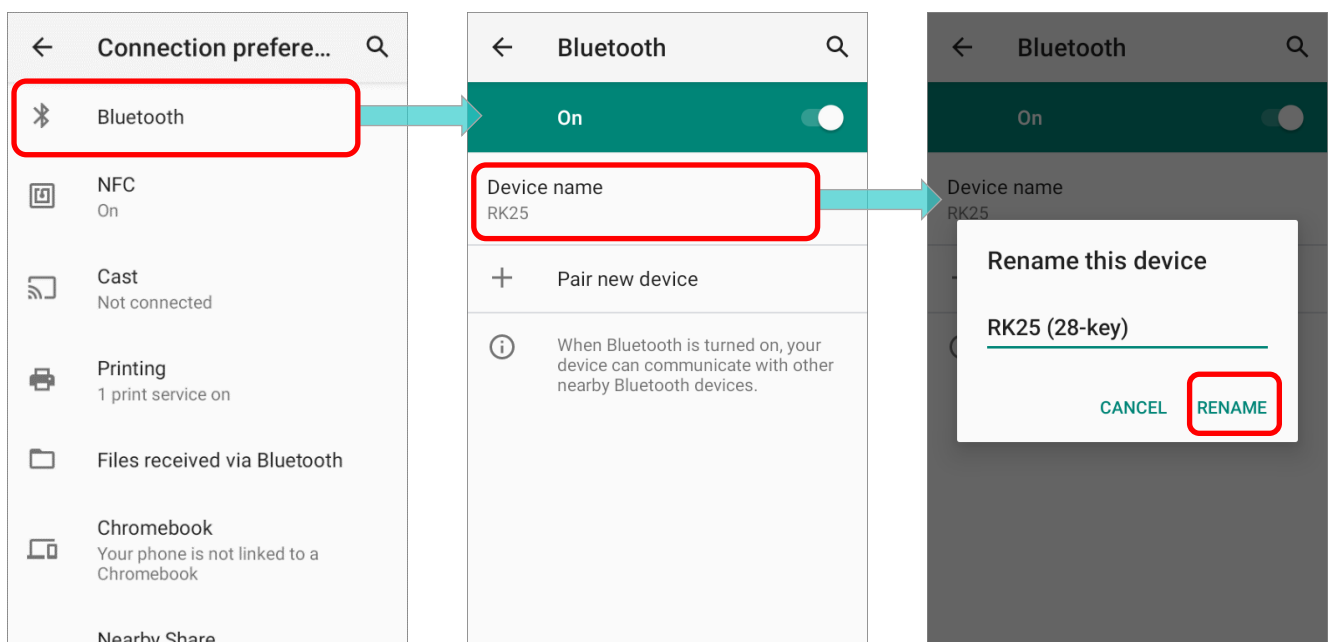 Connection prefere...
Bluetooth
NFC
On
Cast
Not connected
Printing
1 print service on
Files received via Bluetooth
Chromebook
Your phone is not linked to a
Chromebook
Nearby Share
Bluetooth
On
Device name
RK25
Pair new device
When Bluetooth is turned on, your
device can communicate with other
nearby Bluetooth devices.
Bluetooth
On
Device name
RK25
Rename this device
RK25 (28-key)
CANCEL
RENAME